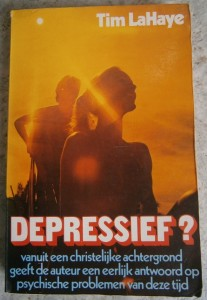 Tim LaHaye
DEPRESSIEF?
vanuit een christelijke achtergrond
geeft de auteur een eerlijk antwoord op
psychische problemen van deze tijd